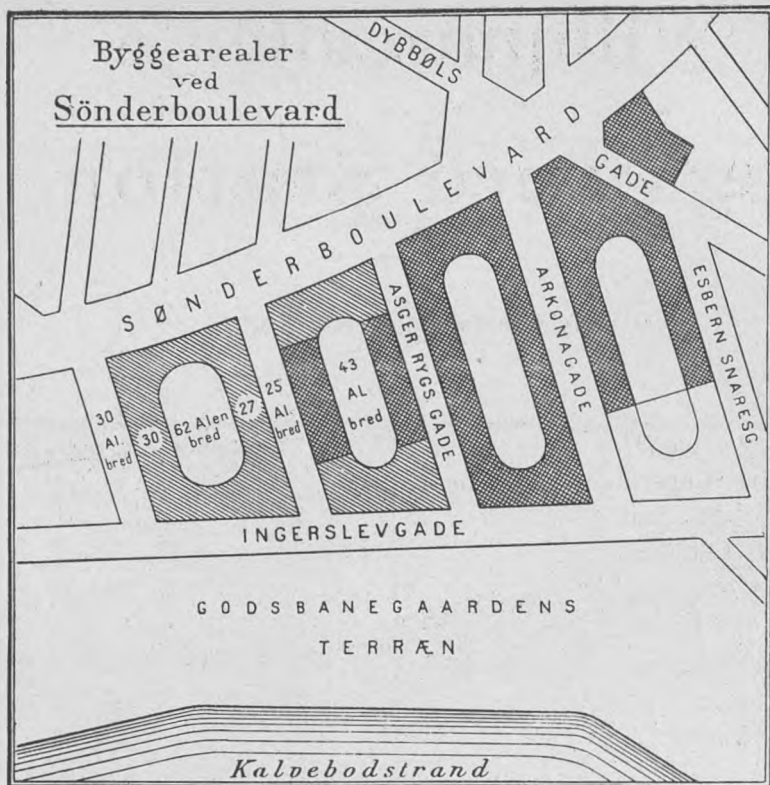 Byggearealer
ved
Sönderboulevard
DYBBØLS
GADE
SØNDERBOULEVARD
ASGER RYGS GADE
ARKONAGADE
ESBERN SNARESG
30
Al.
bred
30
62 Alen
bred
27
25
Al.
bred
43
AL
bred
INGERSLEVGADE
GODSBANEGAARDENS
TERRÆN
Kalvebodstrand